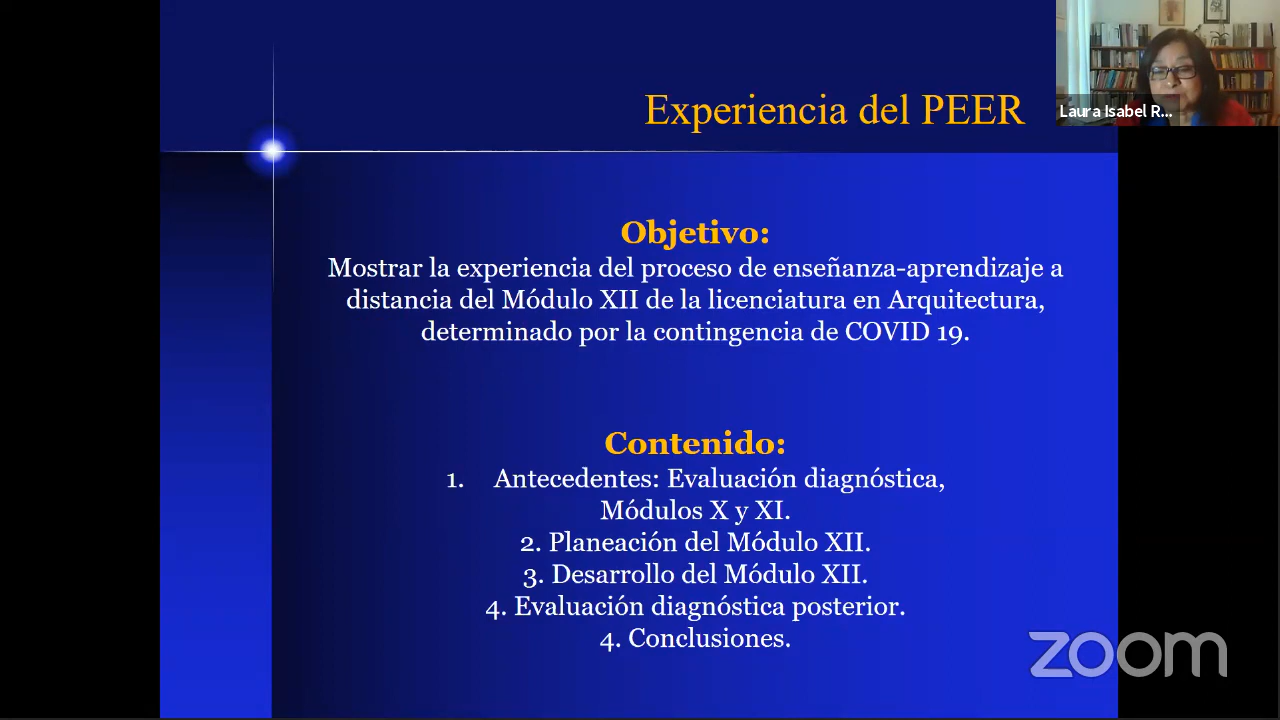 Experiencia del PEER
Laura Isabel R...
Objetivo:
Mostrar la experiencia del proceso de enseñanza-aprendizaje a
distancia del Módulo XII de la licenciatura en Arquitectura,
determinado por la contingencia de COVID 19.
Contenido:
1. Antecedentes: Evaluación diagnóstica,
Módulos X y XI.
2. Planeación del Módulo XII.
3. Desarrollo del Módulo XII.
4. Evaluación diagnóstica posterior.
4. Conclusiones.
zoom